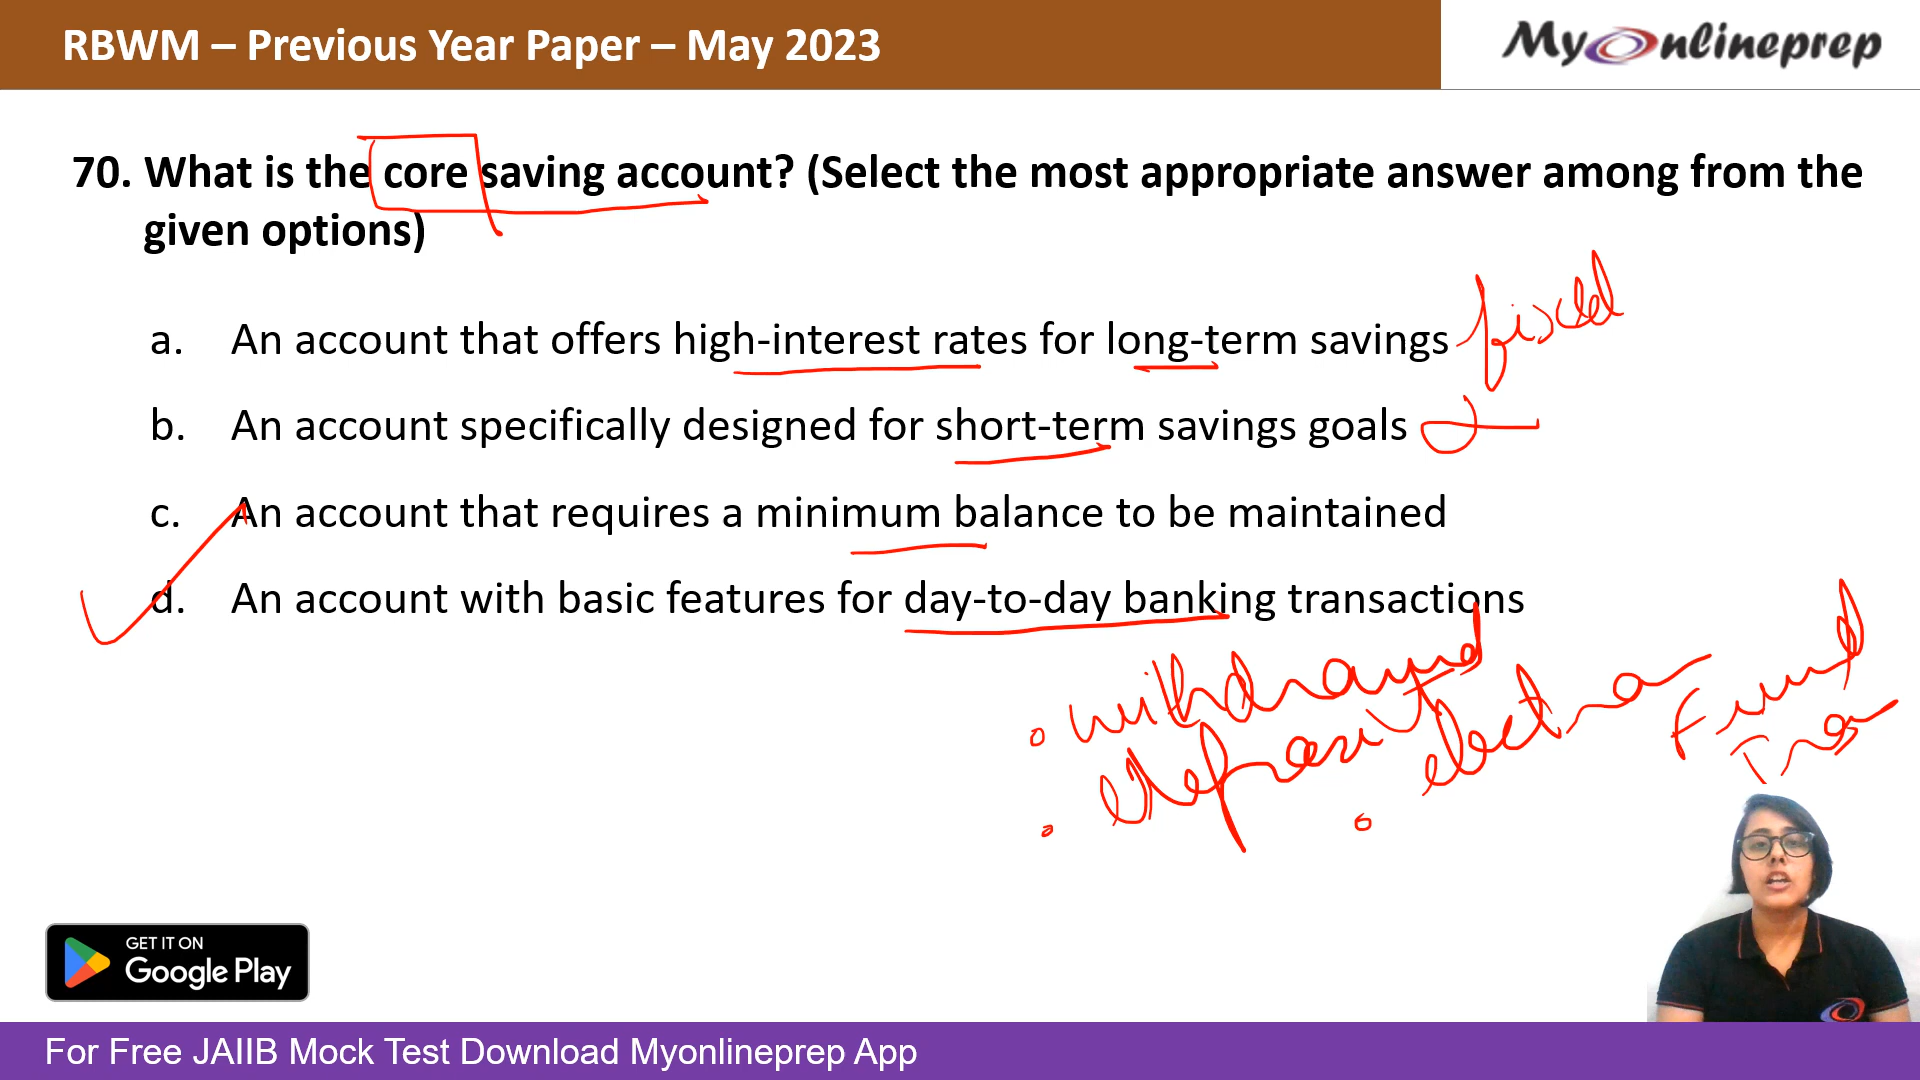 RBWM – Previous Year Paper – May 2023
MyOnlineprep
70. What is the core saving account? (Select the most appropriate answer among from the
given options)
a. An account that offers high-interest rates for long-term savings
fixed
b. An account specifically designed for short-term savings goals
c. An account that requires a minimum balance to be maintained
d. An account with basic features for day-to-day banking transactions
Fund
deposit
GET IT ON
Google Play
For Free JAIIB Mock Test Download Myonlineprep App